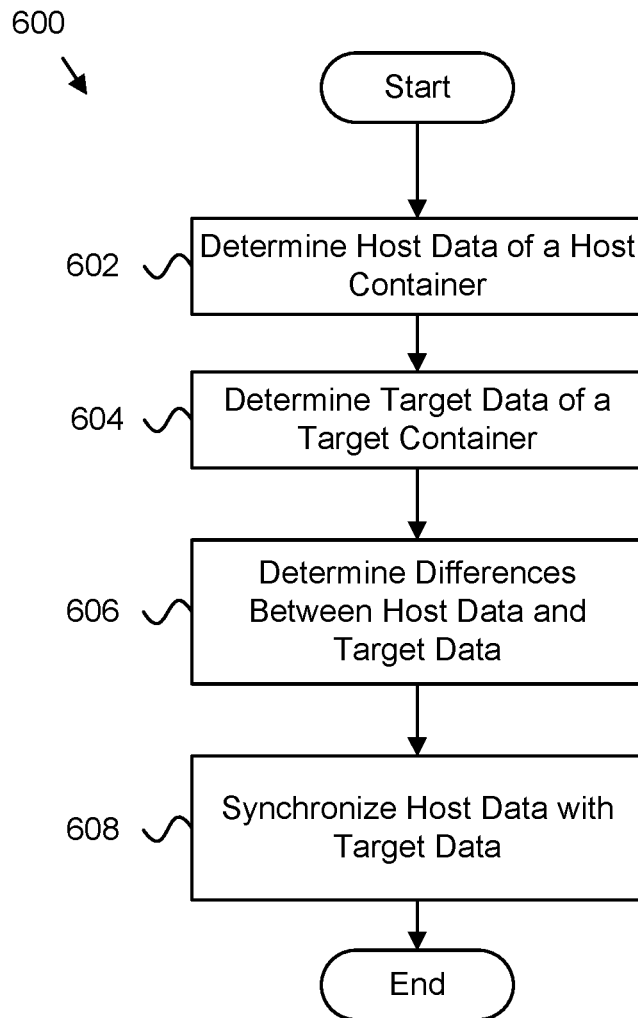 600
Start
602
Determine Host Data of a Host
Container
604
Determine Target Data of a
Target Container
606
Determine Differences
Between Host Data and
Target Data
608
Synchronize Host Data with
Target Data
End